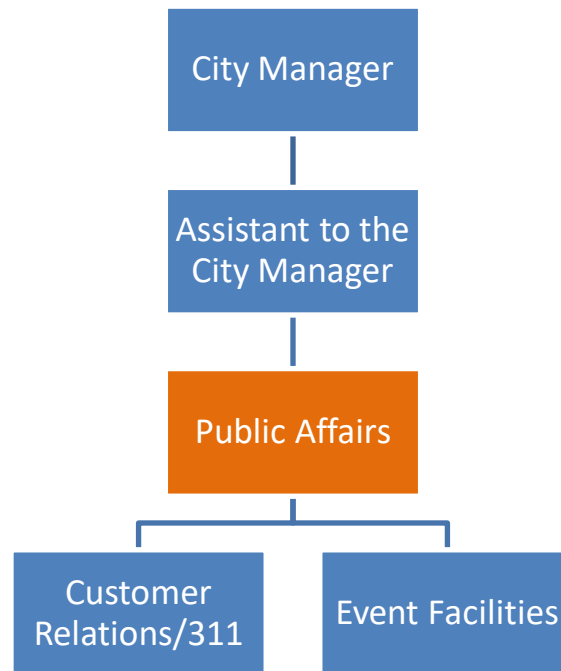 City Manager
Assistant to the
City Manager
Public Affairs
Customer
Relations/311
Event Facilities